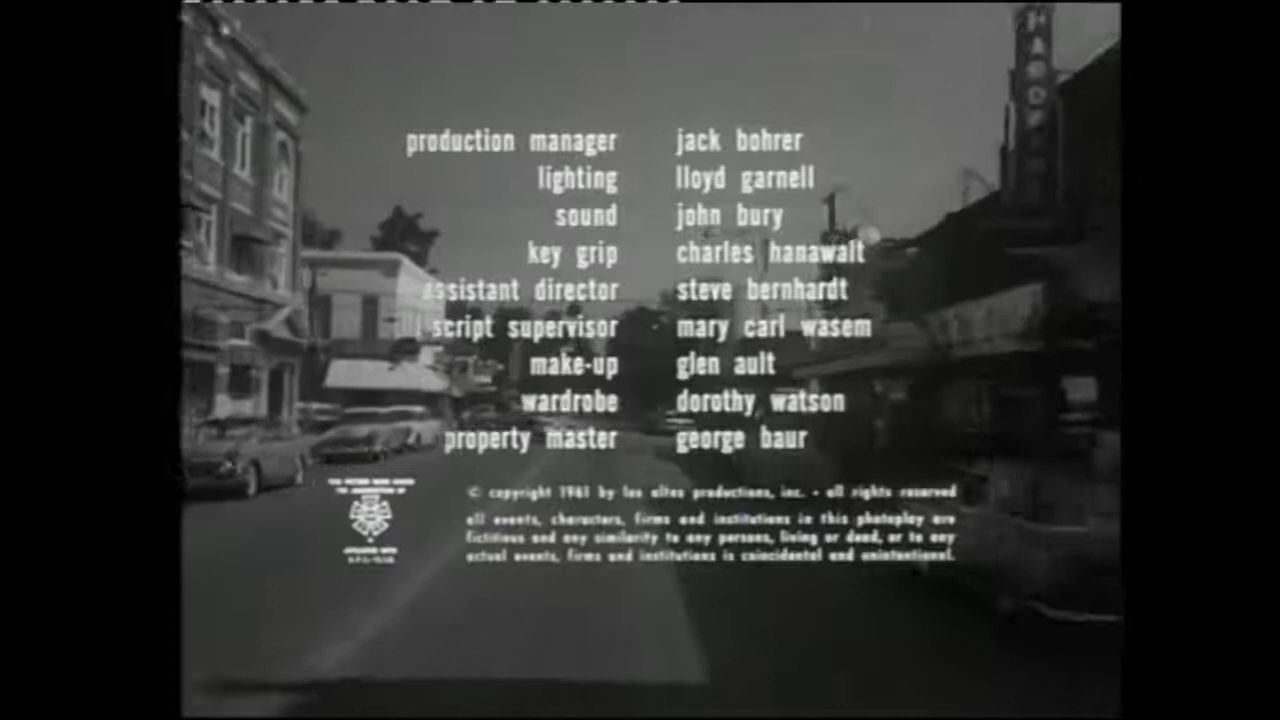 production manager jack bohrer
lighting lloyd garnell
sound john bury
key grip charles hanawalt
assistant director steve bernhardt
script supervisor mary carl wasem
make-up glen ault
wardrobe dorothy watson
property master george baur
© copyright 1961 by los altos productions, inc. - all rights reserved
all events, characters, firms and institutions in this photoplay are
fictitious and any similarity to any persons, living or dead, or to any
actual events, firms and institutions is coincidental and unintentional.